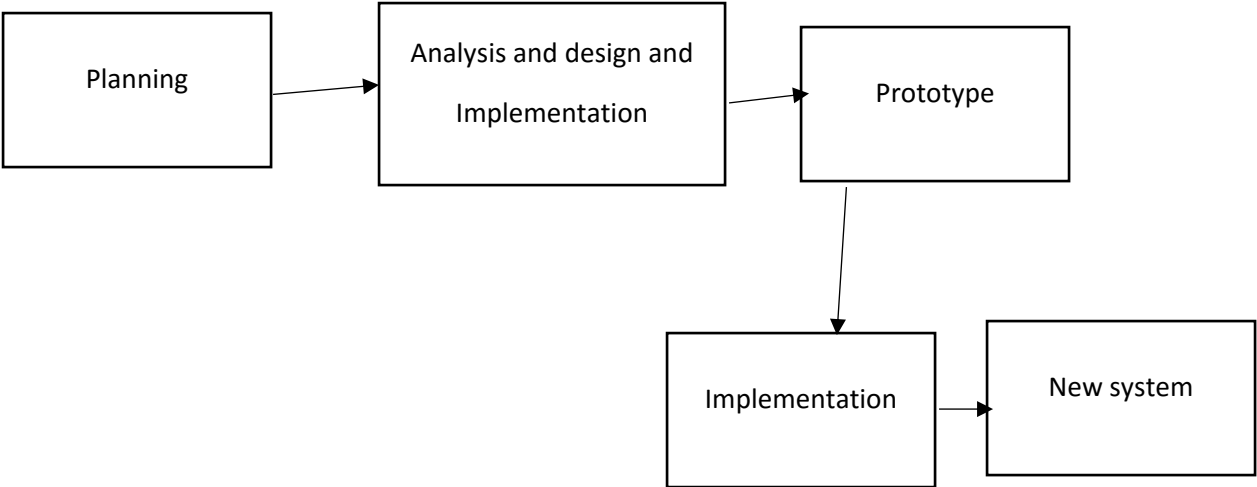 Planning
Analysis and design and
Implementation
Prototype
Implementation
New system